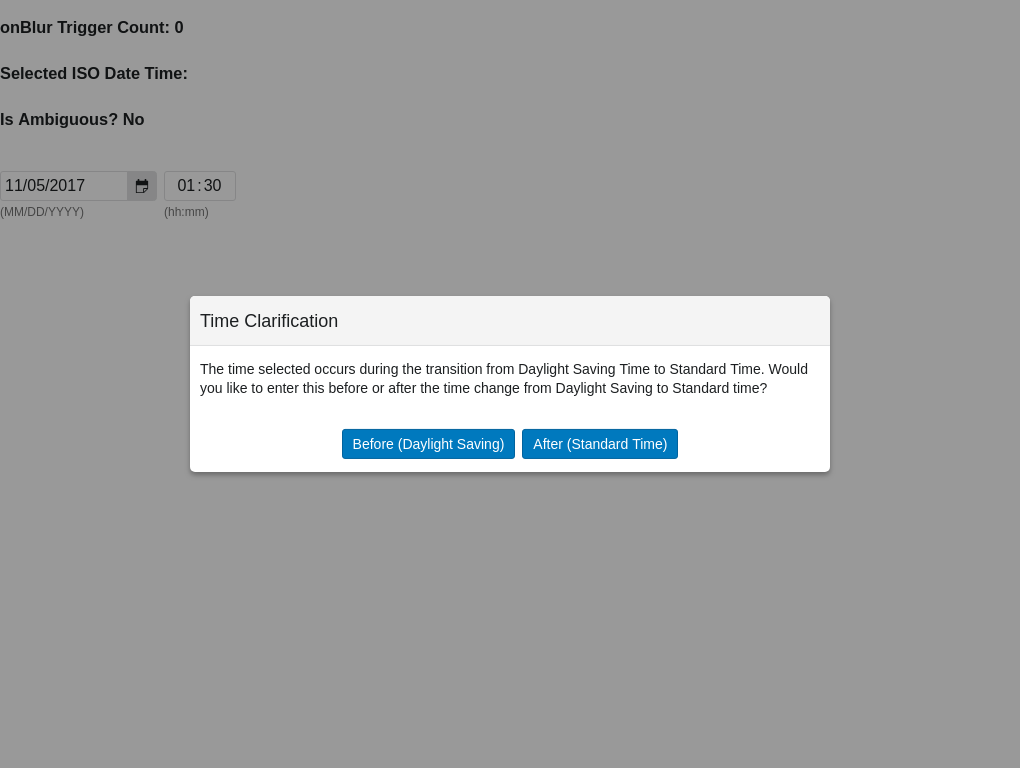 onBlur Trigger Count: 0
Selected ISO Date Time:
Is Ambiguous? No
11/05/2017 01:30
(MM/DD/YYYY) (hh:mm)
Time Clarification
The time selected occurs during the transition from Daylight Saving Time to Standard Time. Would
you like to enter this before or after the time change from Daylight Saving to Standard time?
Before (Daylight Saving) After (Standard Time)